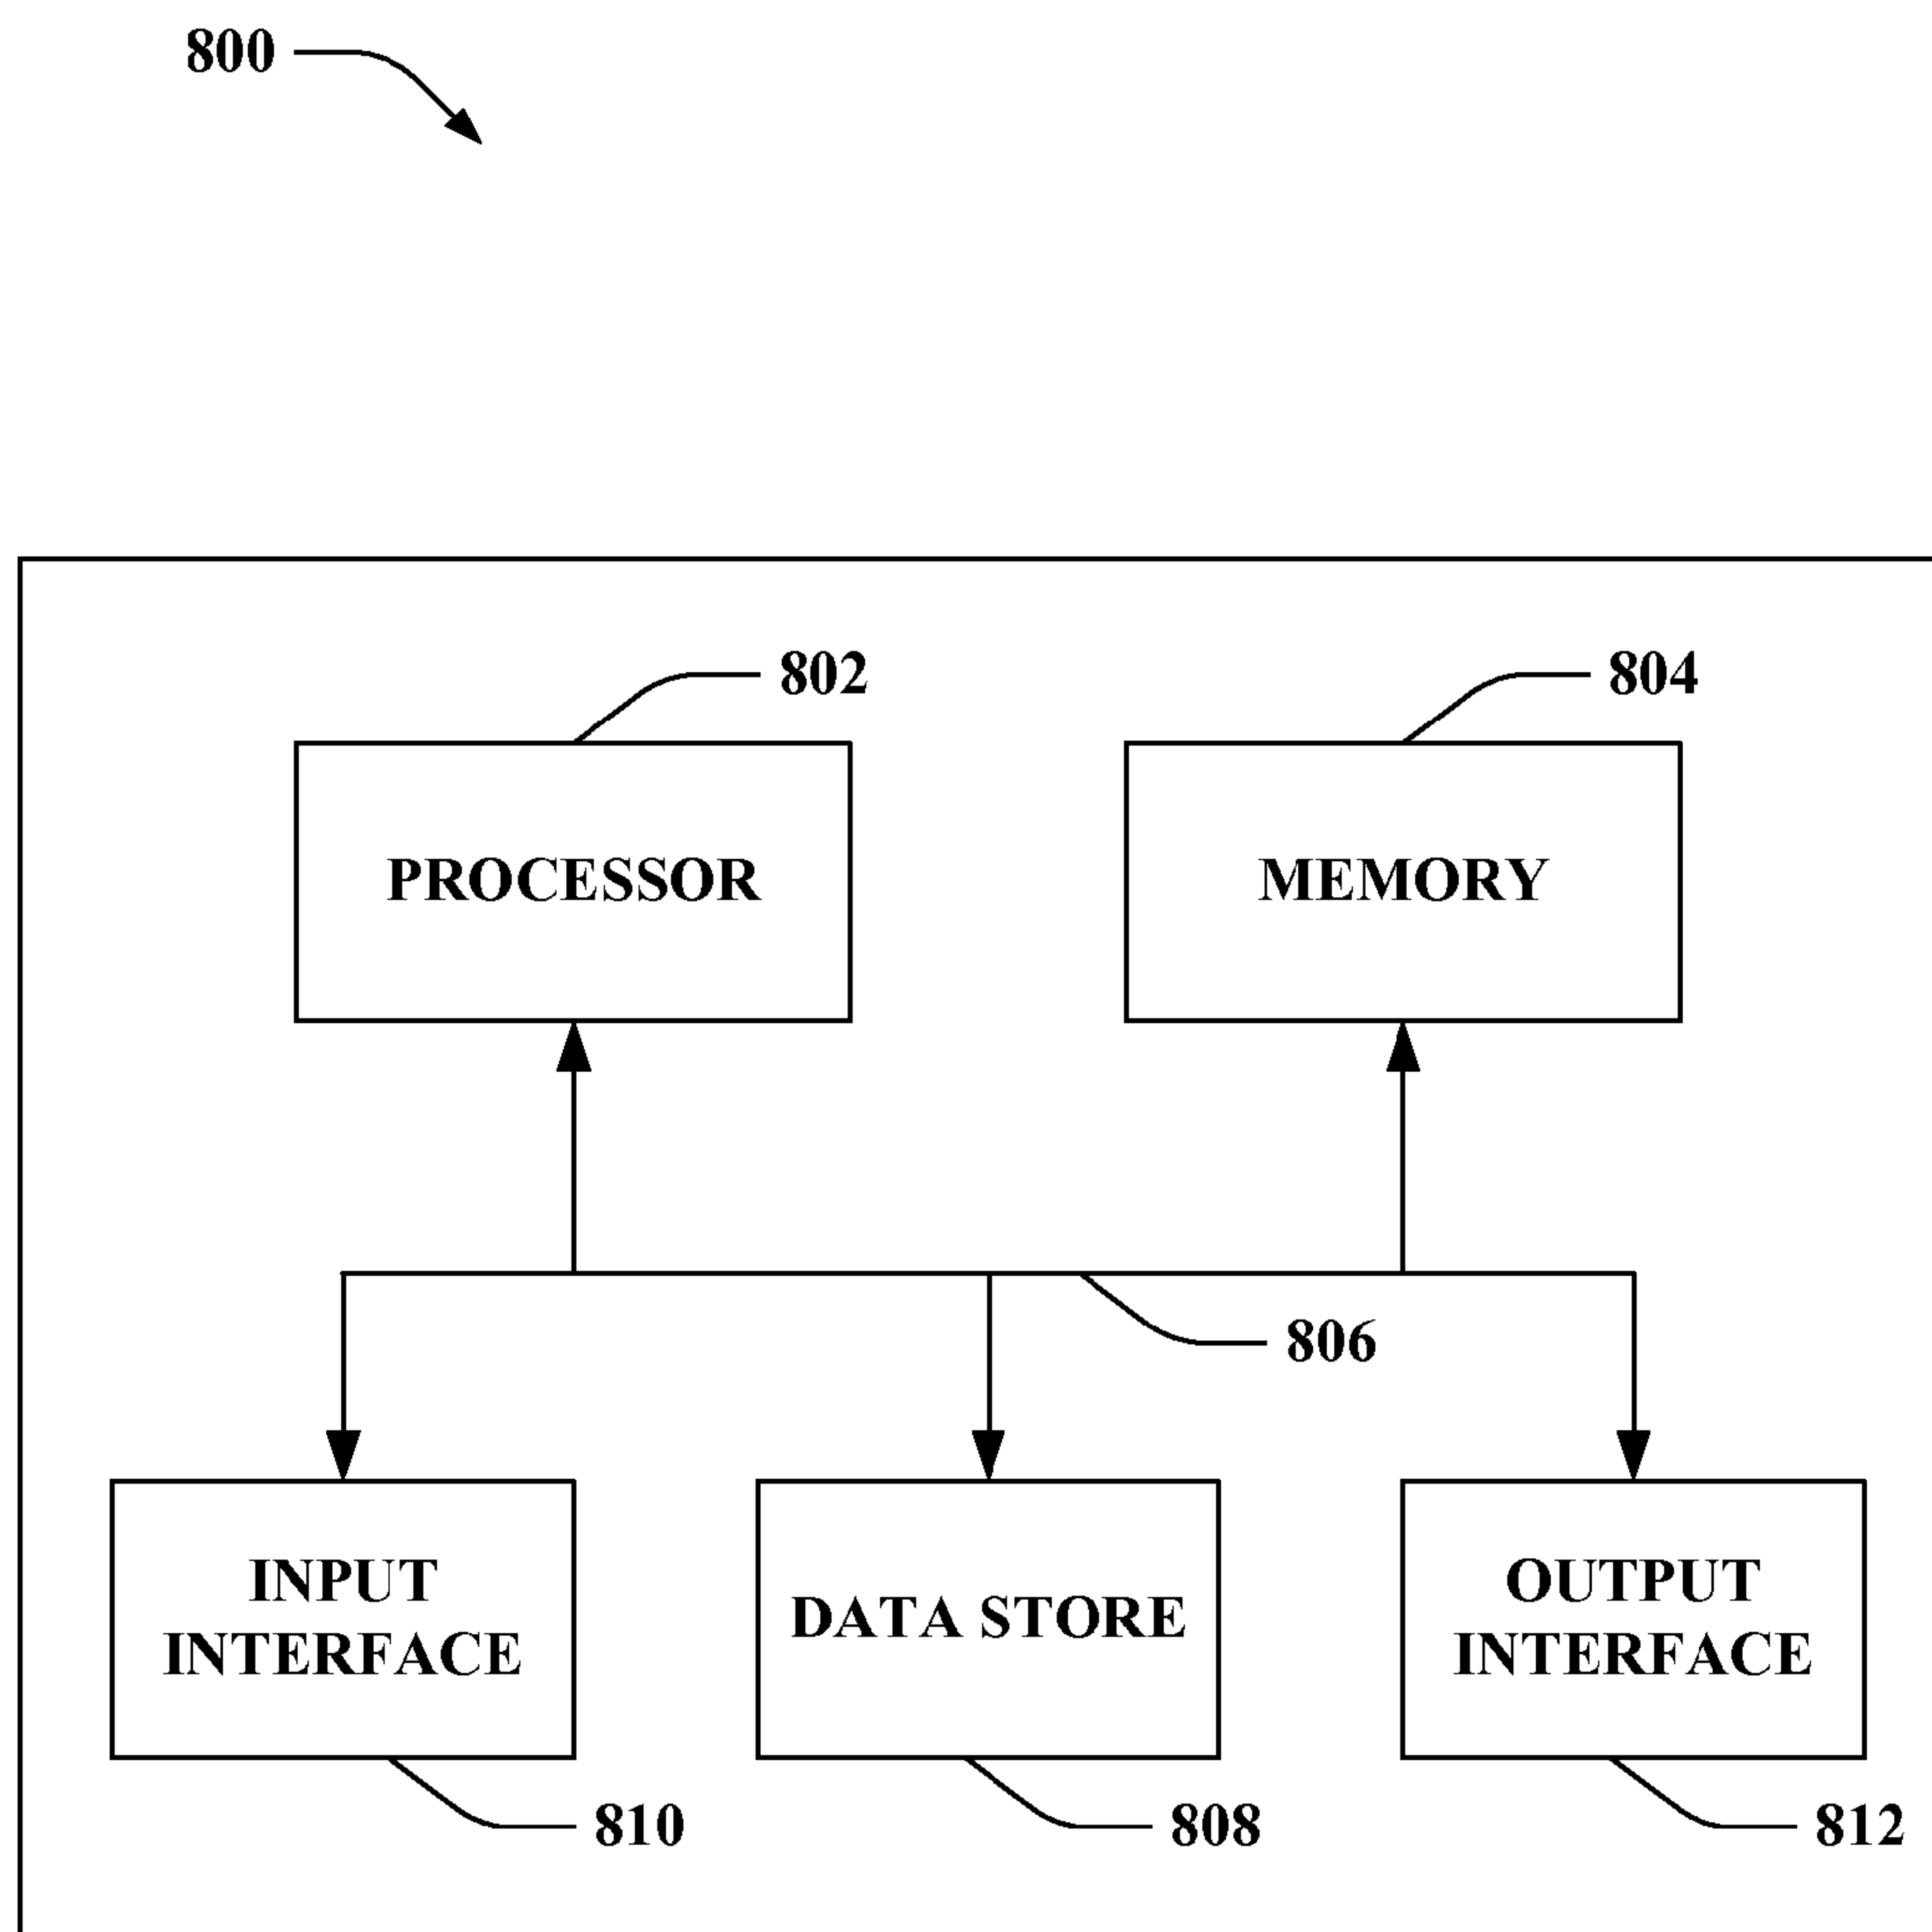 800
802
804
PROCESSOR
MEMORY
806
INPUT
INTERFACE
DATA STORE
OUTPUT
INTERFACE
810
808
812